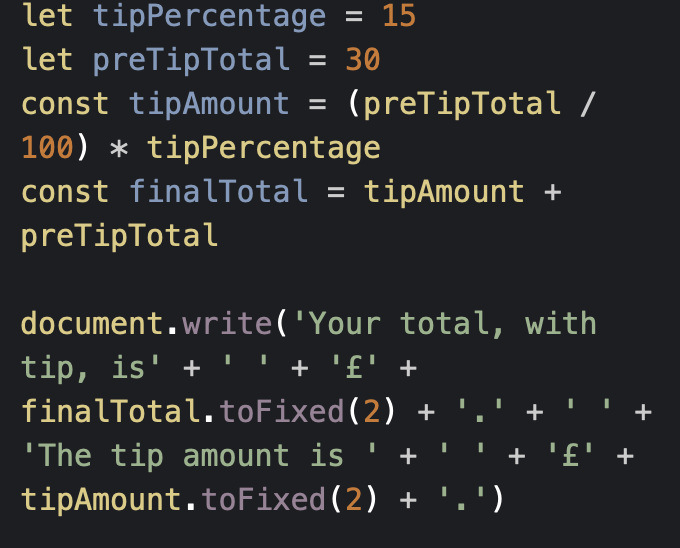 let tipPercentage = 15
let preTipTotal = 30
const tipAmount = (preTipTotal /
100) * tipPercentage
const finalTotal = tipAmount +
preTipTotal

document.write('Your total, with
tip, is' + ' ' + '£' +
finalTotal.toFixed(2) + '.' + ' ' +
'The tip amount is ' + ' ' + '£' +
tipAmount.toFixed(2) + '.')